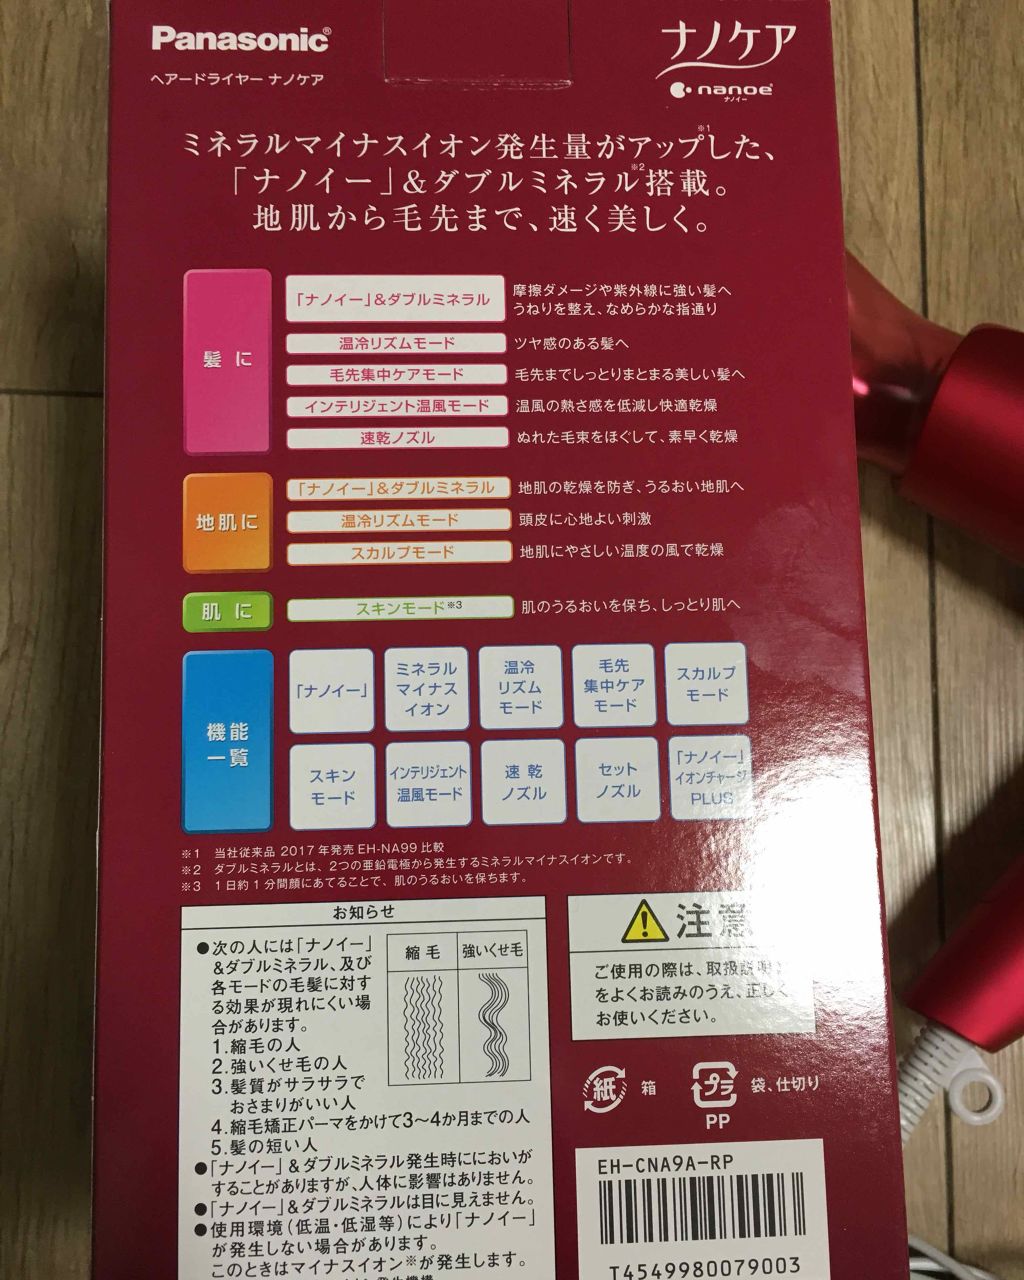 Panasonic®
ヘアードライヤー ナノケア
ナノケア
nanoe®
ナノイー
ミネラルマイナスイオン発生量がアップ※1した、
「ナノイー」&ダブルミネラル※2搭載。
地肌から毛先まで、速く美しく。
髪に
「ナノイー」&ダブルミネラル
摩擦ダメージや紫外線に強い髪へ
うねりを整え、なめらかな指通り
温冷リズムモード
ツヤ感のある髪へ
毛先集中ケアモード
毛先までしっとりまとまる美しい髪へ
インテリジェント温風モード
温風の熱さ感を低減し快適乾燥
速乾ノズル
ぬれた毛束をほぐして、素早く乾燥
地肌に
「ナノイー」&ダブルミネラル
地肌の乾燥を防ぎ、うるおい地肌へ
温冷リズムモード
頭皮に心地よい刺激
スカルプモード
地肌にやさしい温度の風で乾燥
肌に
スキンモード※3
肌のうるおいを保ち、しっとり肌へ
機能
一覧
「ナノイー」
ミネラル
マイナス
イオン
温冷
リズム
モード
毛先
集中ケア
モード
スカルプ
モード
スキン
モード
インテリジェント
温風モード
速乾
ノズル
セット
ノズル
「ナノイー」
イオンチャージ
PLUS
※1 当社従来品 2017年発売 EH-NA99 比較
※2 ダブルミネラルとは、2つの亜鉛電極から発生するミネラルマイナスイオンです。
※3 1日約1分間顔にあてることで、肌のうるおいを保ちます。
お知らせ
●次の人には「ナノイー」
&ダブルミネラル、及び
各モードの毛髪に対す
る効果が現れにくい場
合があります。
1.縮毛の人
2.強いくせ毛の人
3.髪質がサラサラで
おさまりがいい人
4.縮毛矯正パーマをかけて3〜4か月までの人
5.髪の短い人
縮毛
強いくせ毛
●「ナノイー」&ダブルミネラル発生時ににおいが
することがありますが、人体に影響はありません。
●「ナノイー」&ダブルミネラルは目に見えません。
●使用環境(低温・低湿等)により「ナノイー」
が発生しない場合があります。
このときはマイナスイオン※が発生します。
注意
ご使用の際は、取扱説明
をよくお読みのうえ、正しく
お使いください。
紙
箱
プラ
袋、仕切り
PP
EH-CNA9A-RP
T4549980079003